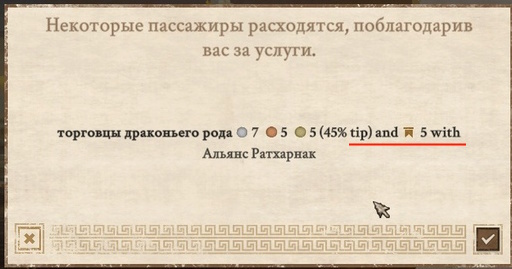 Некоторые пассажиры расходятся, поблагодарив
вас за услуги.
торговцы драконьего рода 7 5 5 (45% tip) and 5 with
Альянс Ратхарнак